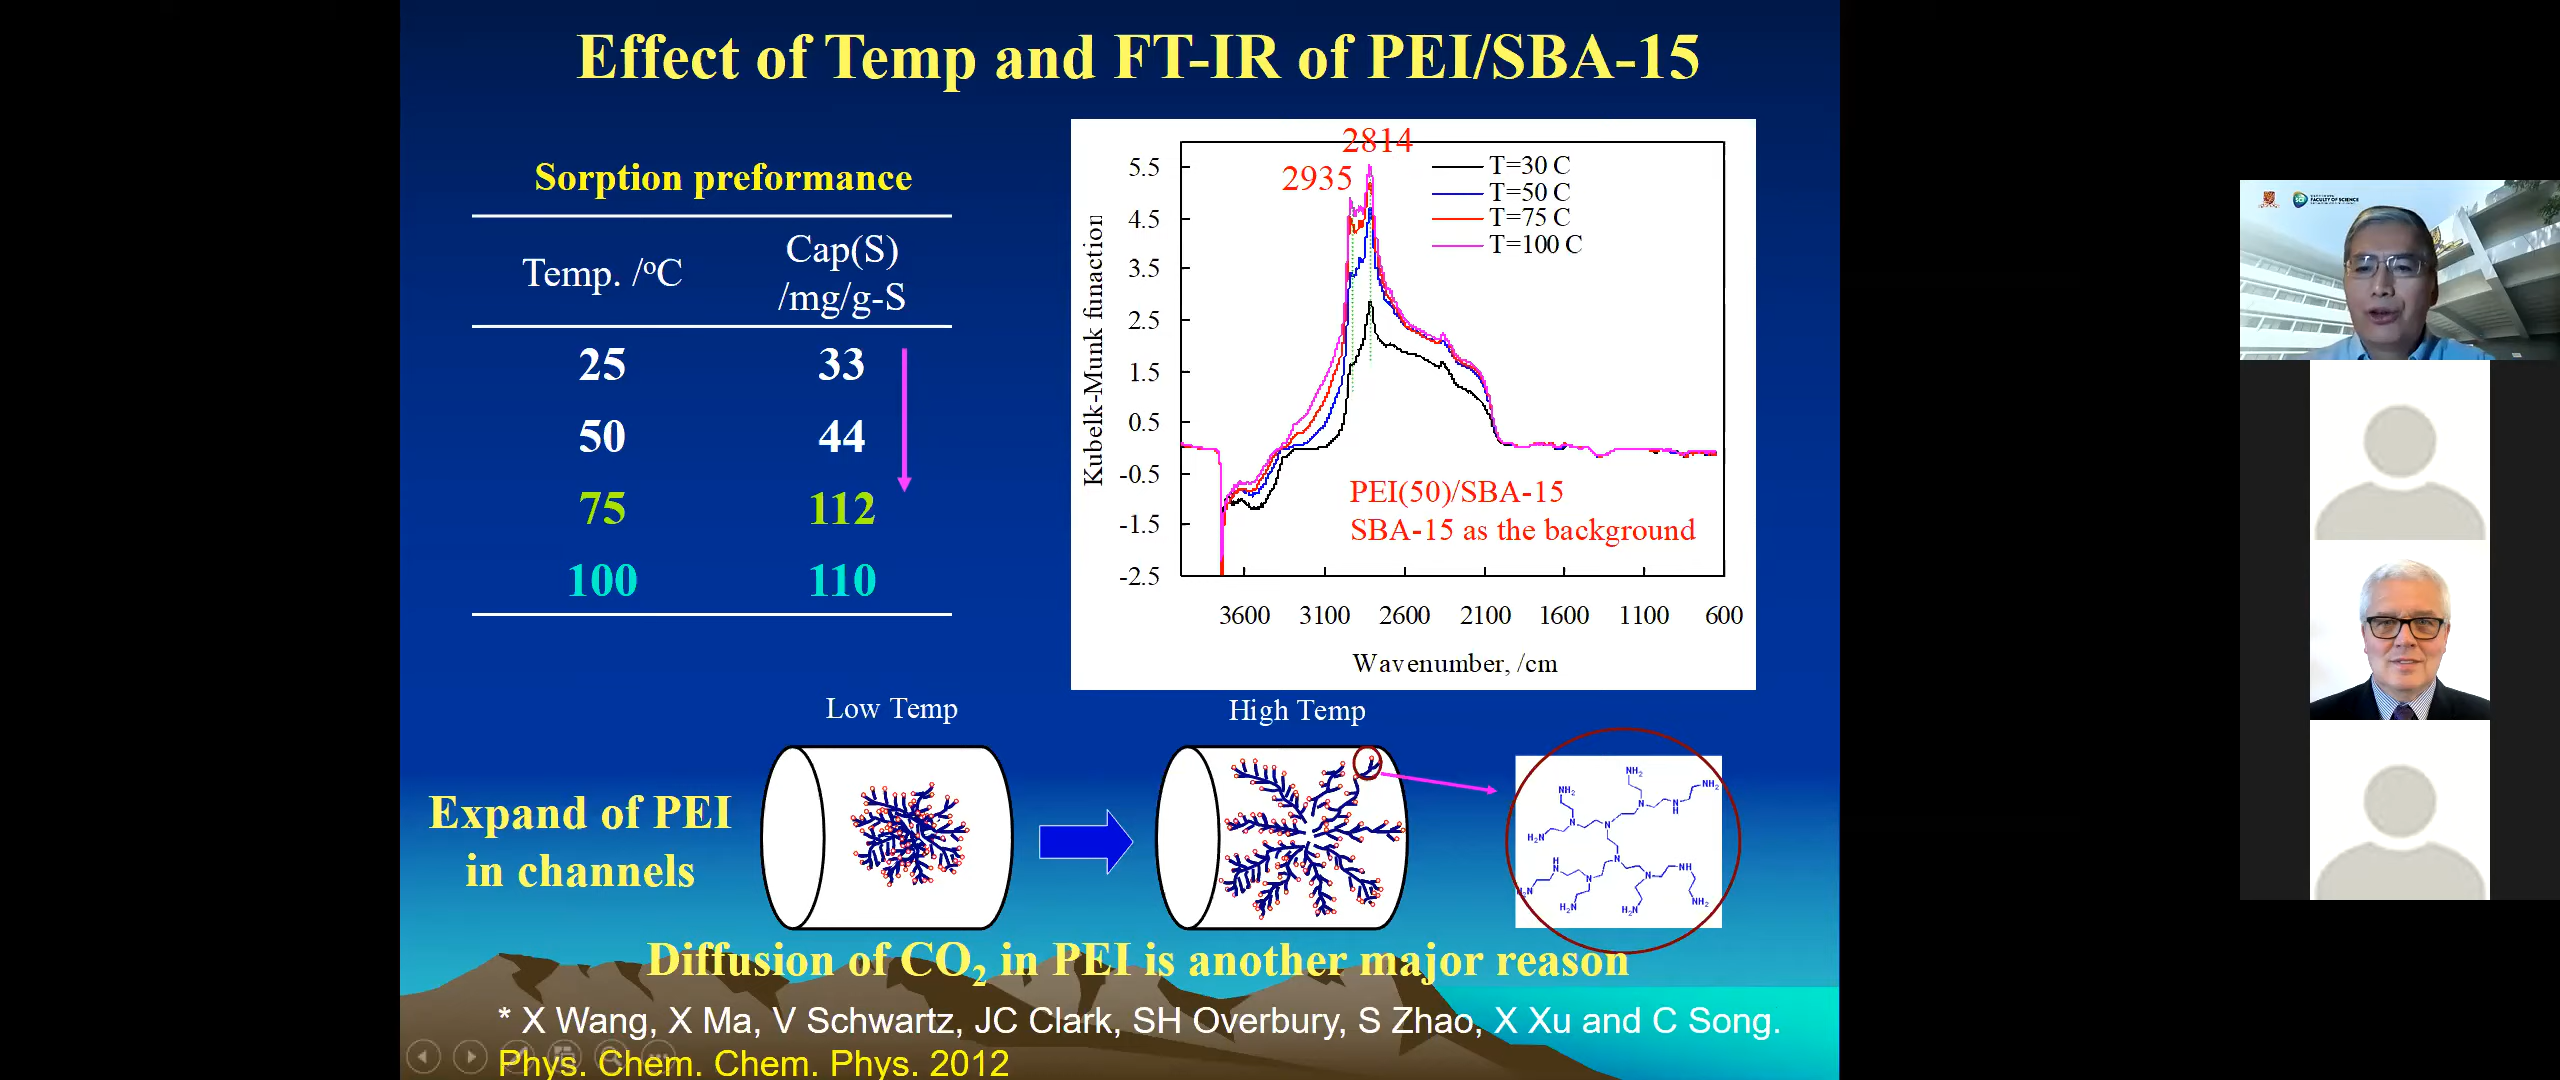 Effect of Temp and FT-IR of PEI/SBA-15
Sorption preformance
Temp. /ºC
Cap(S)
/mg/g-S
25 33
50 44
75 112
100 110
2814
2935
T=30 C
T=50 C
T=75 C
T=100 C
5.5
4.5
3.5
2.5
1.5
0.5
-0.5
-1.5
-2.5
Kubelk-Munk funaction
PEI(50)/SBA-15
SBA-15 as the background
3600 3100 2600 2100 1600 1100 600
Wavenumber, /cm
Low Temp
High Temp
Expand of PEI
in channels
NH₂
NH₂
NH₂
N
N
H
N
N
H₂N
N
H
N
N
N
NH
H₂N
H₂N
NH₂
Diffusion of CO₂ in PEI is another major reason
* X Wang, X Ma, V Schwartz, JC Clark, SH Overbury, S Zhao, X Xu and C Song.
Phys. Chem. Chem. Phys. 2012
FACULTY OF SCIENCE